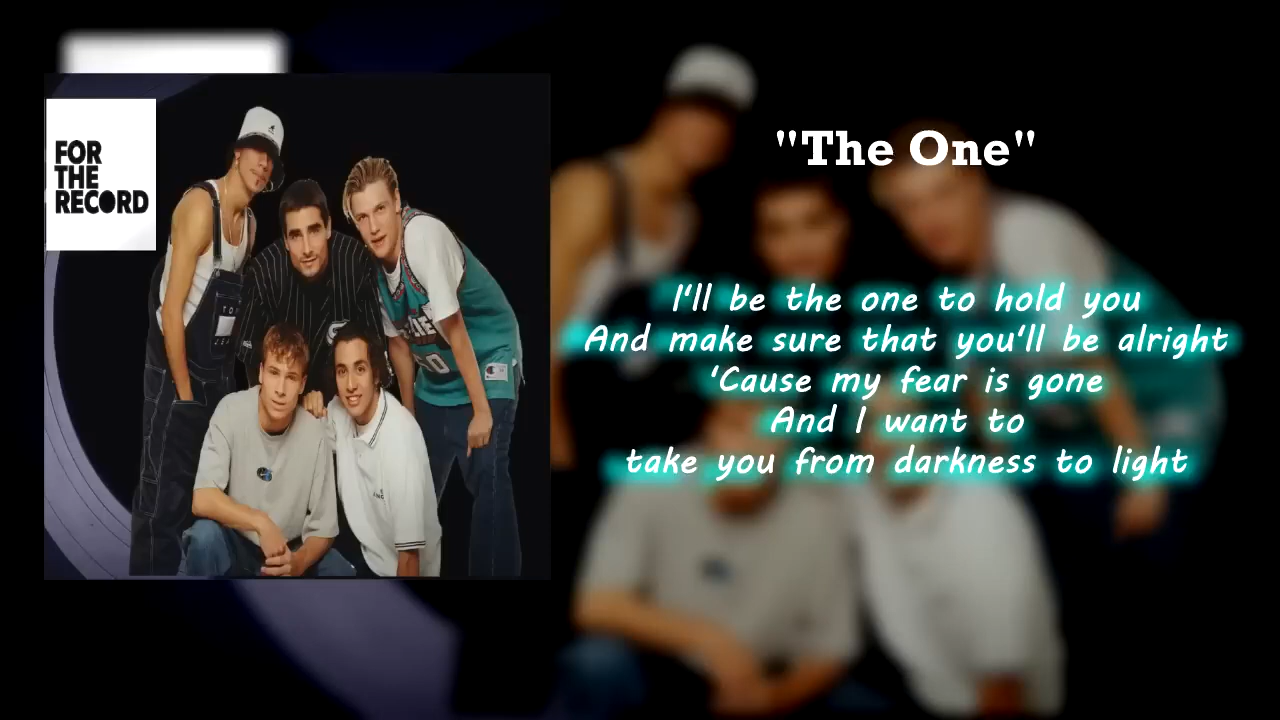 FOR
THE
RECORD
"The One"
I'll be the one to hold you
And make sure that you'll be alright
'Cause my fear is gone
And I want to
take you from darkness to light